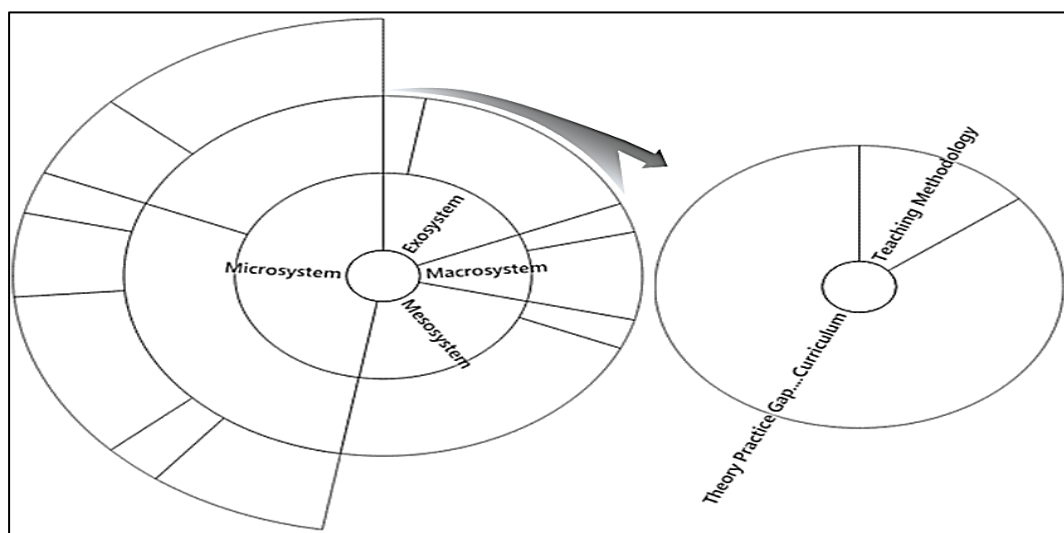 Exosystem
Microsystem
Macrosystem
Mesosystem
Teaching Methodology
Theory Practice Gap....Curriculum